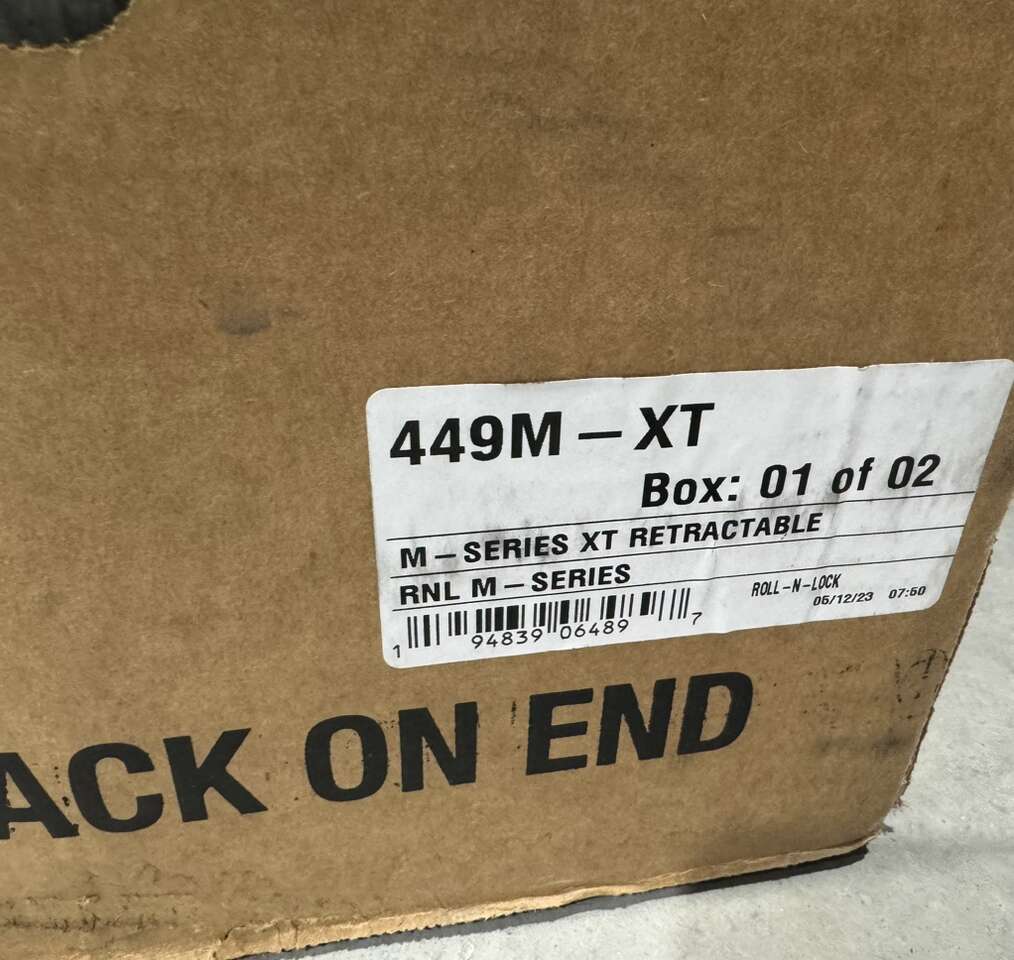 449M-XT
Box: 01 of 02
M-SERIES XT RETRACTABLE
RNL M-SERIES
ROLL-N-LOCK
05/12/23 07:50
1 94839 06489 7
ACK ON END